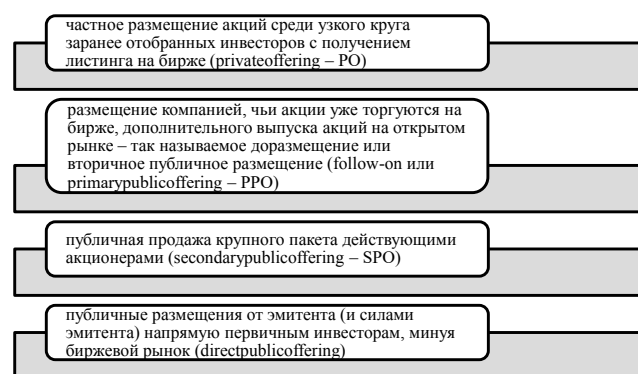 частное размещение акций среди узкого круга
заранее отобранных инвесторов с получением
листинга на бирже (privateoffering – PO)
размещение компанией, чьи акции уже торгуются на
бирже, дополнительного выпуска акций на открытом
рынке – так называемое доразмещение или
вторичное публичное размещение (follow-on или
primarypublicoffering – PPO)
публичная продажа крупного пакета действующими
акционерами (secondarypublicoffering – SPO)
публичные размещения от эмитента (и силами
эмитента) напрямую первичным инвесторам, минуя
биржевой рынок (directpublicoffering)